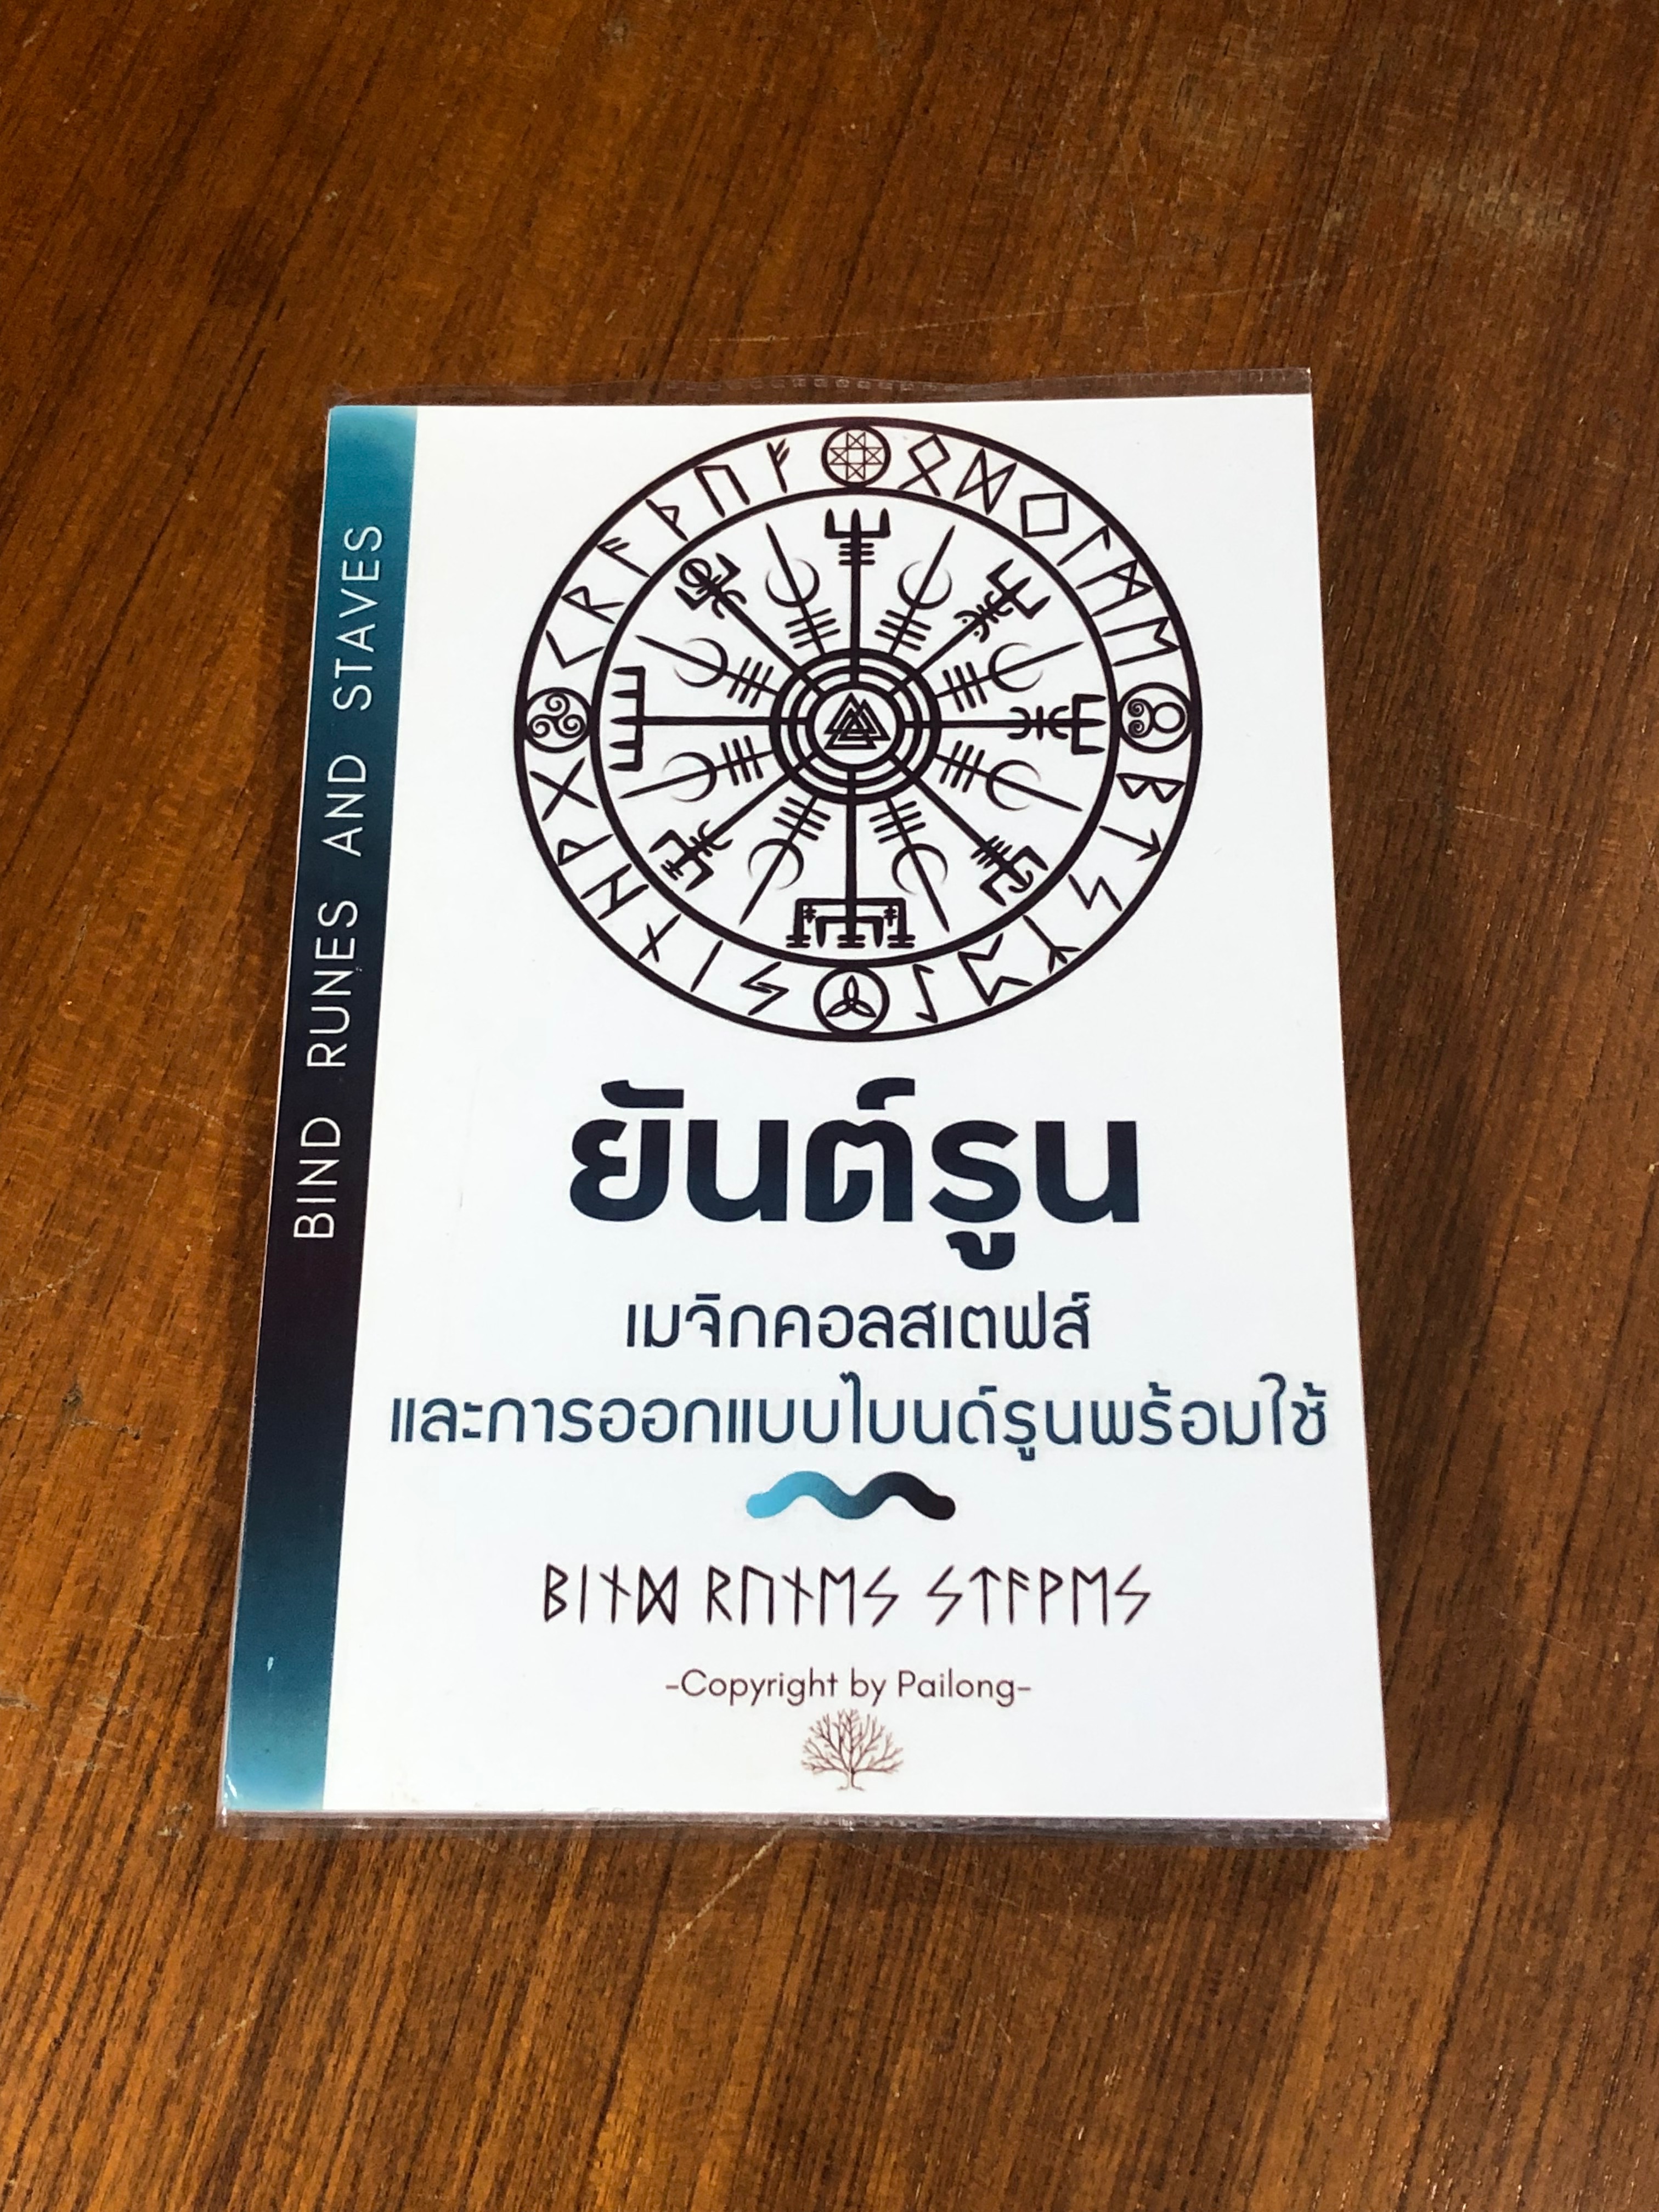 BIND RUNES AND STAVES
ยันต์รูน
เมจิกคอลสเตฟส์
และการออกแบบไบนด์รูนพร้อมใช้
ᛒᛁᚾᛞ ᚱᚢᚾᛖᛊ ᛊᛏᚨᚹᛖᛊ
-Copyright by Pailong-